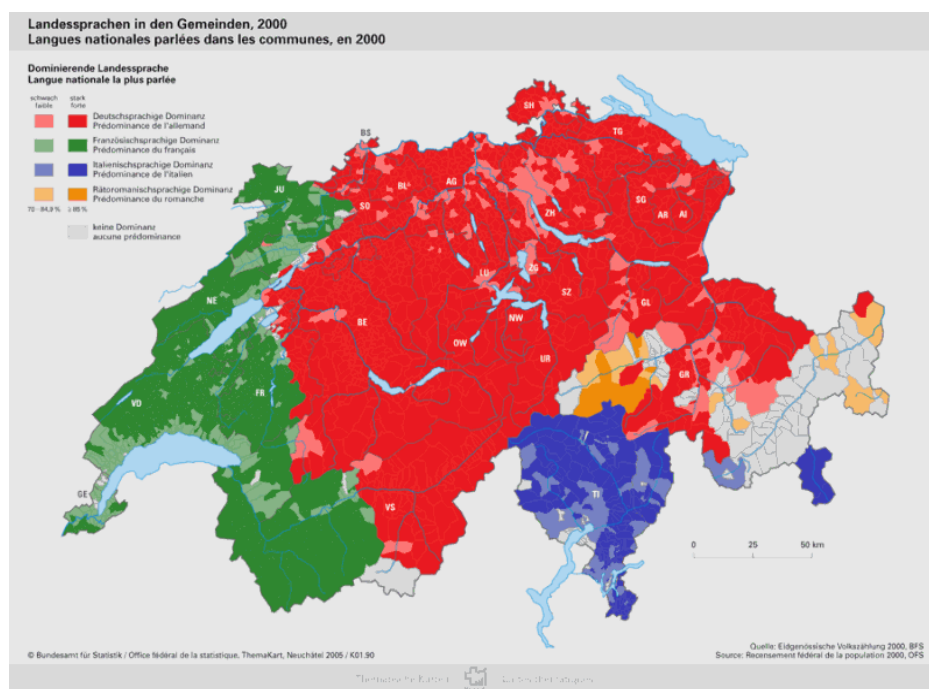 Landessprachen in den Gemeinden, 2000
Langues nationales parlées dans les communes, en 2000
Dominierende Landessprache
Langue nationale la plus parlée
schwach stark
faible forte
Deutschsprachige Dominanz
Prédominance de l'allemand
Französischsprachige Dominanz
Prédominance du français
Italienischsprachige Dominanz
Prédominance de l'italien
Rätoromanischsprachige Dominanz
Prédominance du romanche
70 – 84,9 % ≥ 85 %
keine Dominanz
aucune prédominance
SH
BS
TG
JU
BL
AG
SO
ZH
SG
AR
AI
LU
ZG
SZ
NE
BE
NW
GL
OW
UR
GR
FR
VD
GE
VS
TI
0 25 50 km
© Bundesamt für Statistik / Office fédéral de la statistique, ThemaKart, Neuchâtel 2005 / K01.90
Quelle: Eidgenössische Volkszählung 2000, BFS
Source: Recensement fédéral de la population 2000, OFS